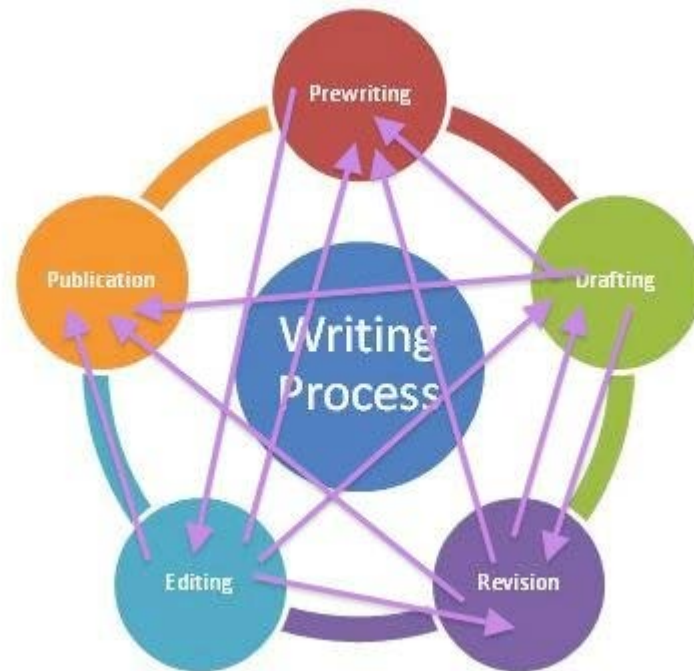 Prewriting
Publication
Drafting
Writing
Process
Editing
Revision